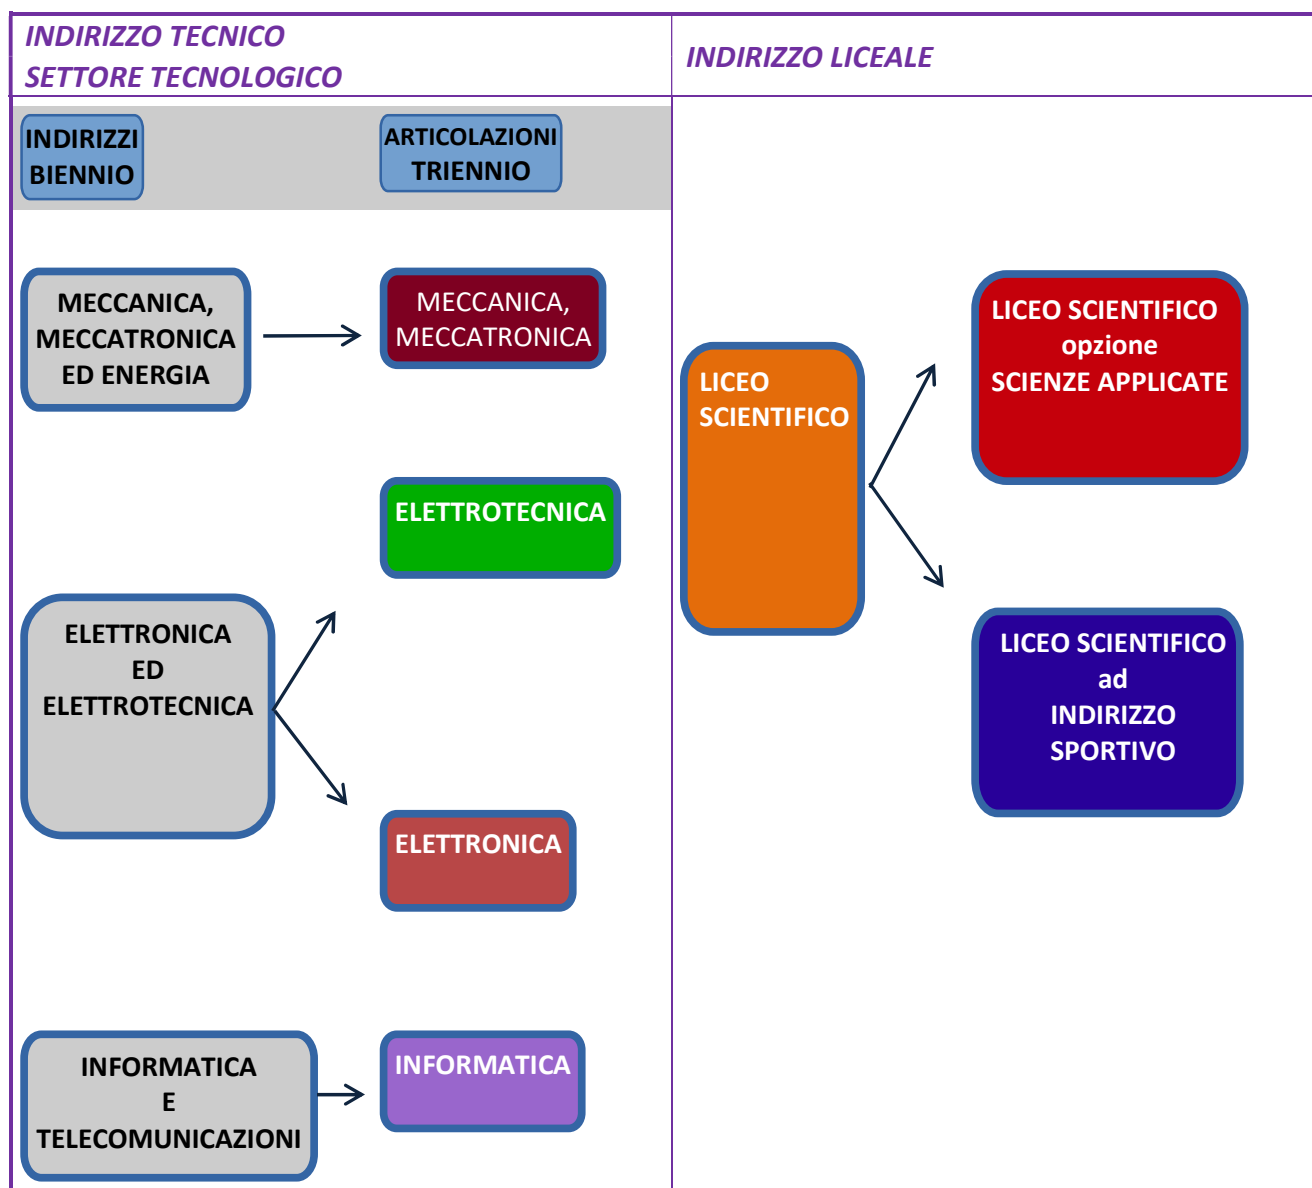 INDIRIZZO TECNICO
SETTORE TECNOLOGICO
INDIRIZZO LICEALE
INDIRIZZI
BIENNIO
ARTICOLAZIONI
TRIENNIO
MECCANICA,
MECCATRONICA
ED ENERGIA
MECCANICA,
MECCATRONICA
ELETTROTECNICA
ELETTRONICA
ED
ELETTROTECNICA
ELETTRONICA
INFORMATICA
E
TELECOMUNICAZIONI
INFORMATICA
LICEO
SCIENTIFICO
LICEO SCIENTIFICO
opzione
SCIENZE APPLICATE
LICEO SCIENTIFICO
ad
INDIRIZZO
SPORTIVO